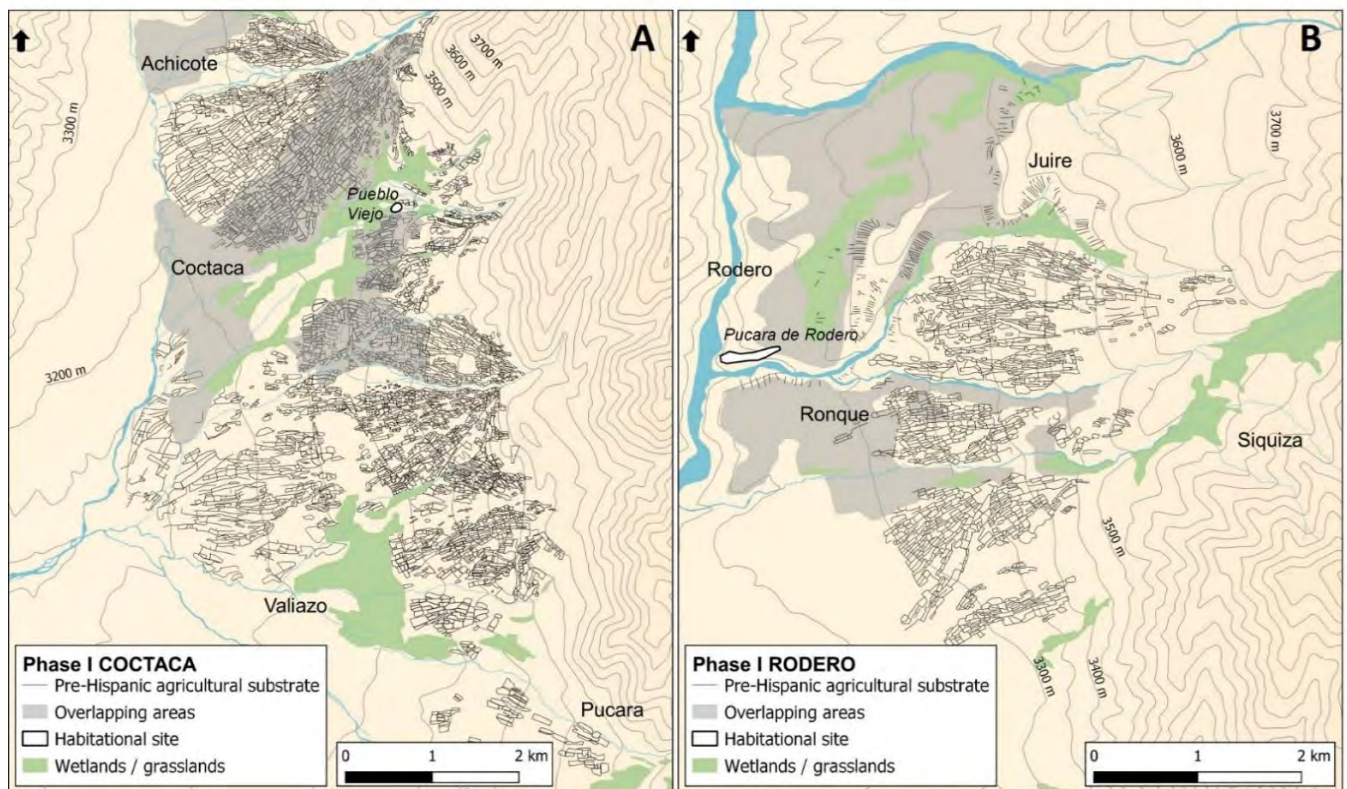 A
Achicote
3700 m
3600 m
3500 m
3300 m
Pueblo
Viejo
Coctaca
3200 m
Valiazo
Pucara
Phase I COCTACA
Pre-Hispanic agricultural substrate
Overlapping areas
Habitational site
Wetlands / grasslands
0 1 2 km
B
3700 m
3600 m
Juire
Rodero
Pucara de Rodero
Ronque
Siquiza
3500 m
3400 m
3300 m
Phase I RODERO
Pre-Hispanic agricultural substrate
Overlapping areas
Habitational site
Wetlands / grasslands
0 1 2 km